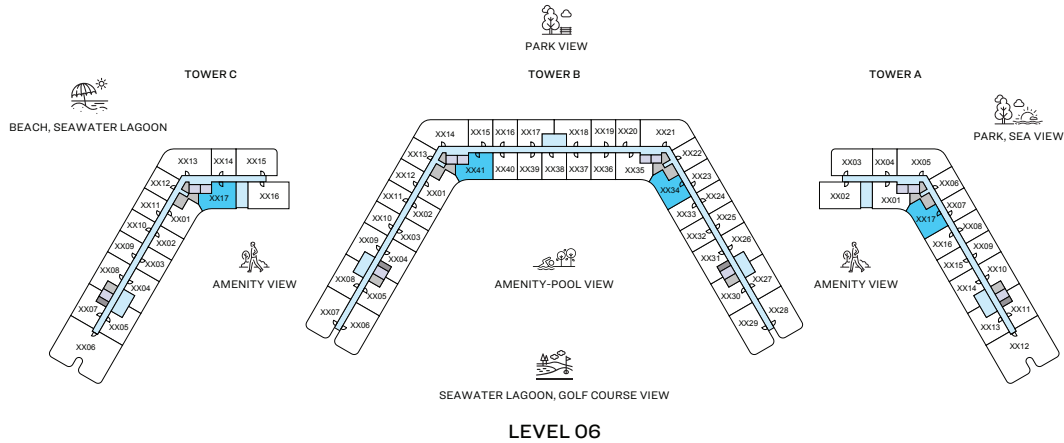 PARK VIEW
TOWER C
TOWER B
TOWER A
BEACH, SEAWATER LAGOON
PARK, SEA VIEW
XX13 XX14 XX15
XX12
XX17
XX16
XX11
XX01
XX10
XX02
XX09
XX03
XX08
XX04
XX07
XX05
XX06
XX14 XX15 XX16 XX17 XX18 XX19 XX20 XX21
XX13
XX22
XX12
XX41 XX40 XX39 XX38 XX37 XX36 XX35
XX23
XX11
XX01
XX34
XX24
XX10
XX02
XX33
XX25
XX09
XX03
XX32
XX26
XX08
XX04
XX31
XX27
XX05
XX30
XX07
XX06
XX29
XX28
XX03 XX04 XX05
XX06
XX02
XX01
XX07
XX17
XX08
XX16
XX09
XX15
XX10
XX14
XX11
XX13
XX12
AMENITY VIEW
AMENITY-POOL VIEW
AMENITY VIEW
SEAWATER LAGOON, GOLF COURSE VIEW
LEVEL 06